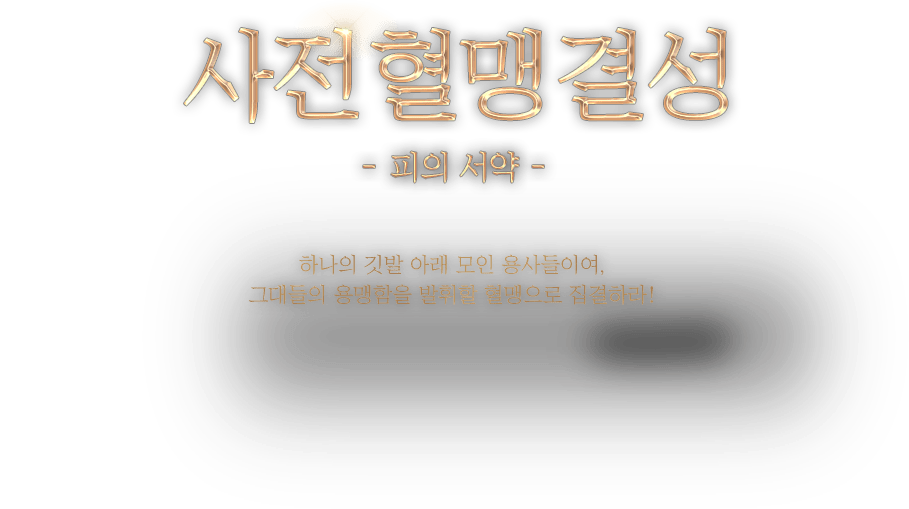 사전 혈맹결성
- 피의 서약 -
하나의 깃발 아래 모인 용사들이여,
그대들의 용맹함을 발휘할 혈맹으로 집결하라!